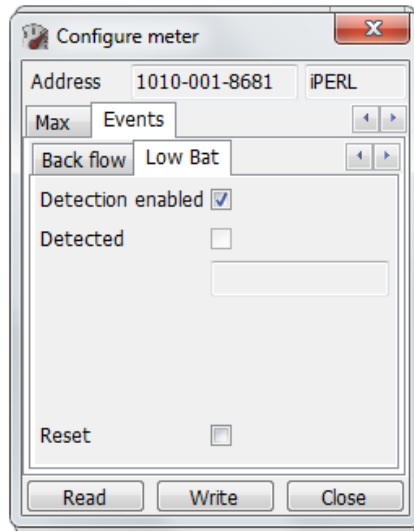 Configure meter
Address 1010-001-8681 iPERL
Max Events
Back flow Low Bat
Detection enabled
Detected
Reset
Read Write Close